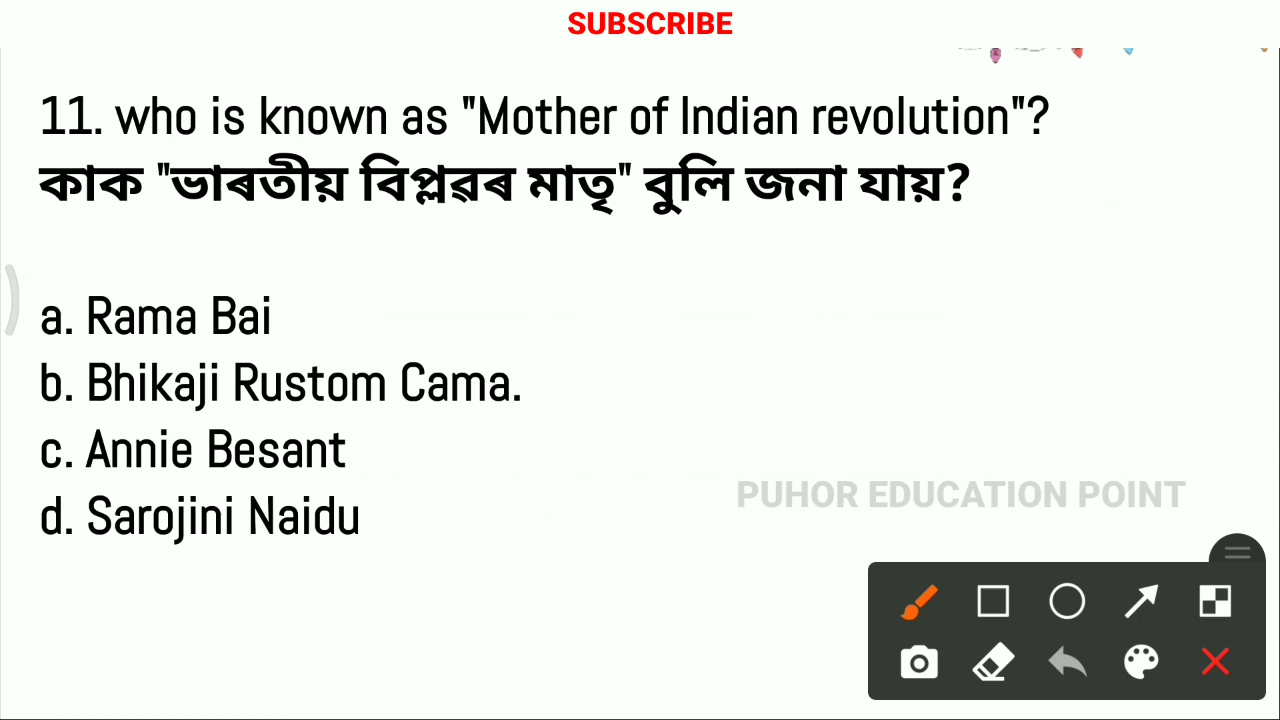 SUBSCRIBE
11. who is known as "Mother of Indian revolution"?
কাক "ভাৰতীয় বিপ্লৱৰ মাতৃ" বুলি জনা যায়?
a. Rama Bai
b. Bhikaji Rustom Cama.
c. Annie Besant
d. Sarojini Naidu
PUHOR EDUCATION POINT